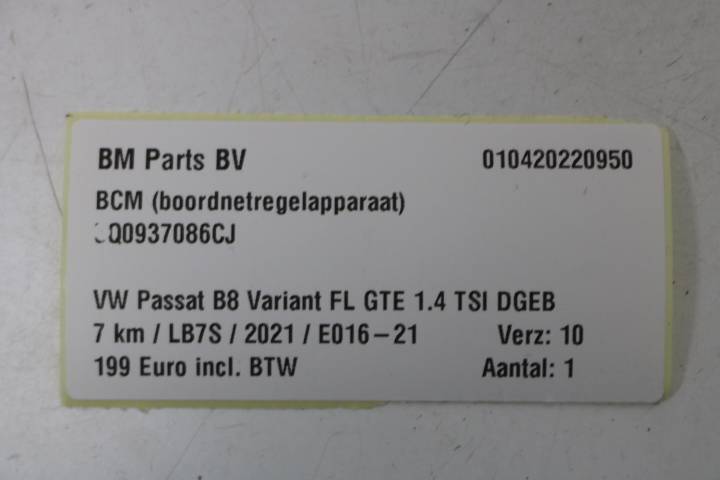 BM Parts BV 010420220950
BCM (boordnetregelapparaat)
Q0937086CJ
VW Passat B8 Variant FL GTE 1.4 TSI DGEB
7 km / LB7S / 2021 / E016-21 Verz: 10
199 Euro incl. BTW Aantal: 1